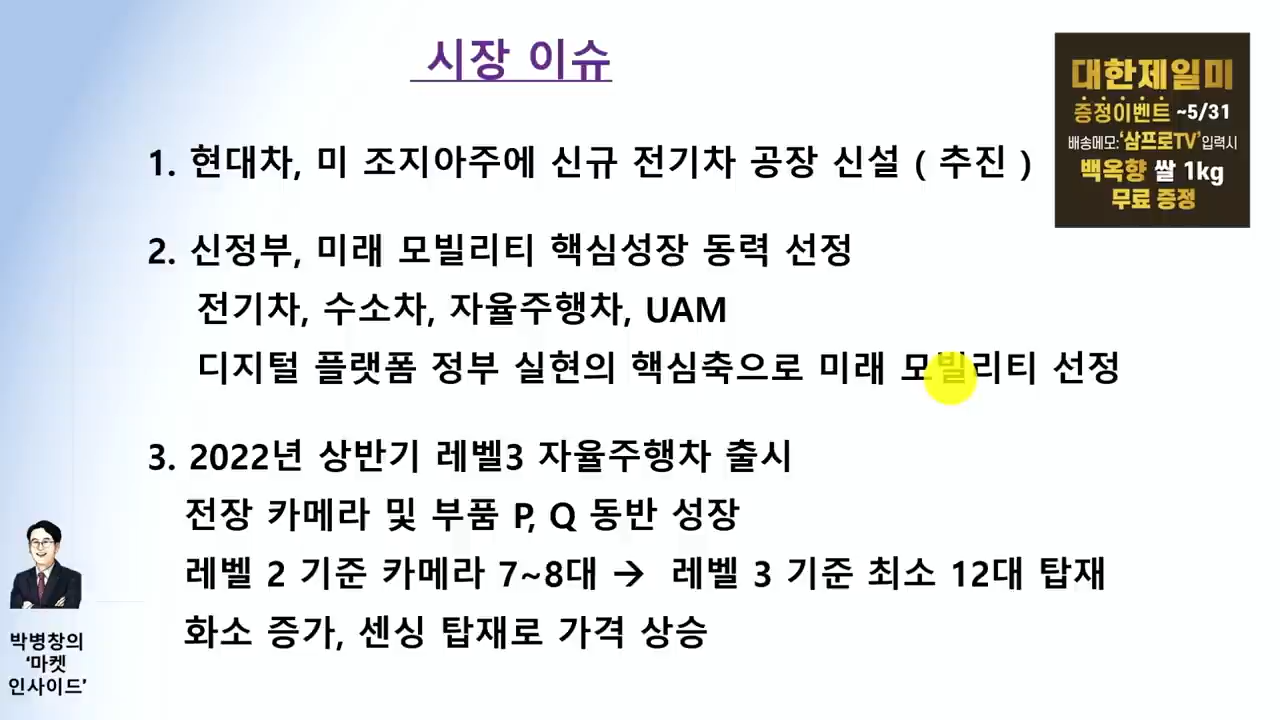 시장 이슈
1. 현대차, 미 조지아주에 신규 전기차 공장 신설 ( 추진 )
2. 신정부, 미래 모빌리티 핵심성장 동력 선정
전기차, 수소차, 자율주행차, UAM
디지털 플랫폼 정부 실현의 핵심축으로 미래 모빌리티 선정
3. 2022년 상반기 레벨3 자율주행차 출시
전장 카메라 및 부품 P, Q 동반 성장
레벨 2 기준 카메라 7~8대 → 레벨 3 기준 최소 12대 탑재
화소 증가, 센싱 탑재로 가격 상승
대한제일미
증정이벤트 ~5/31
배송메모:'삼프로TV'입력시
백옥향 쌀 1kg
무료 증정
박병창의
'마켓
인사이드'